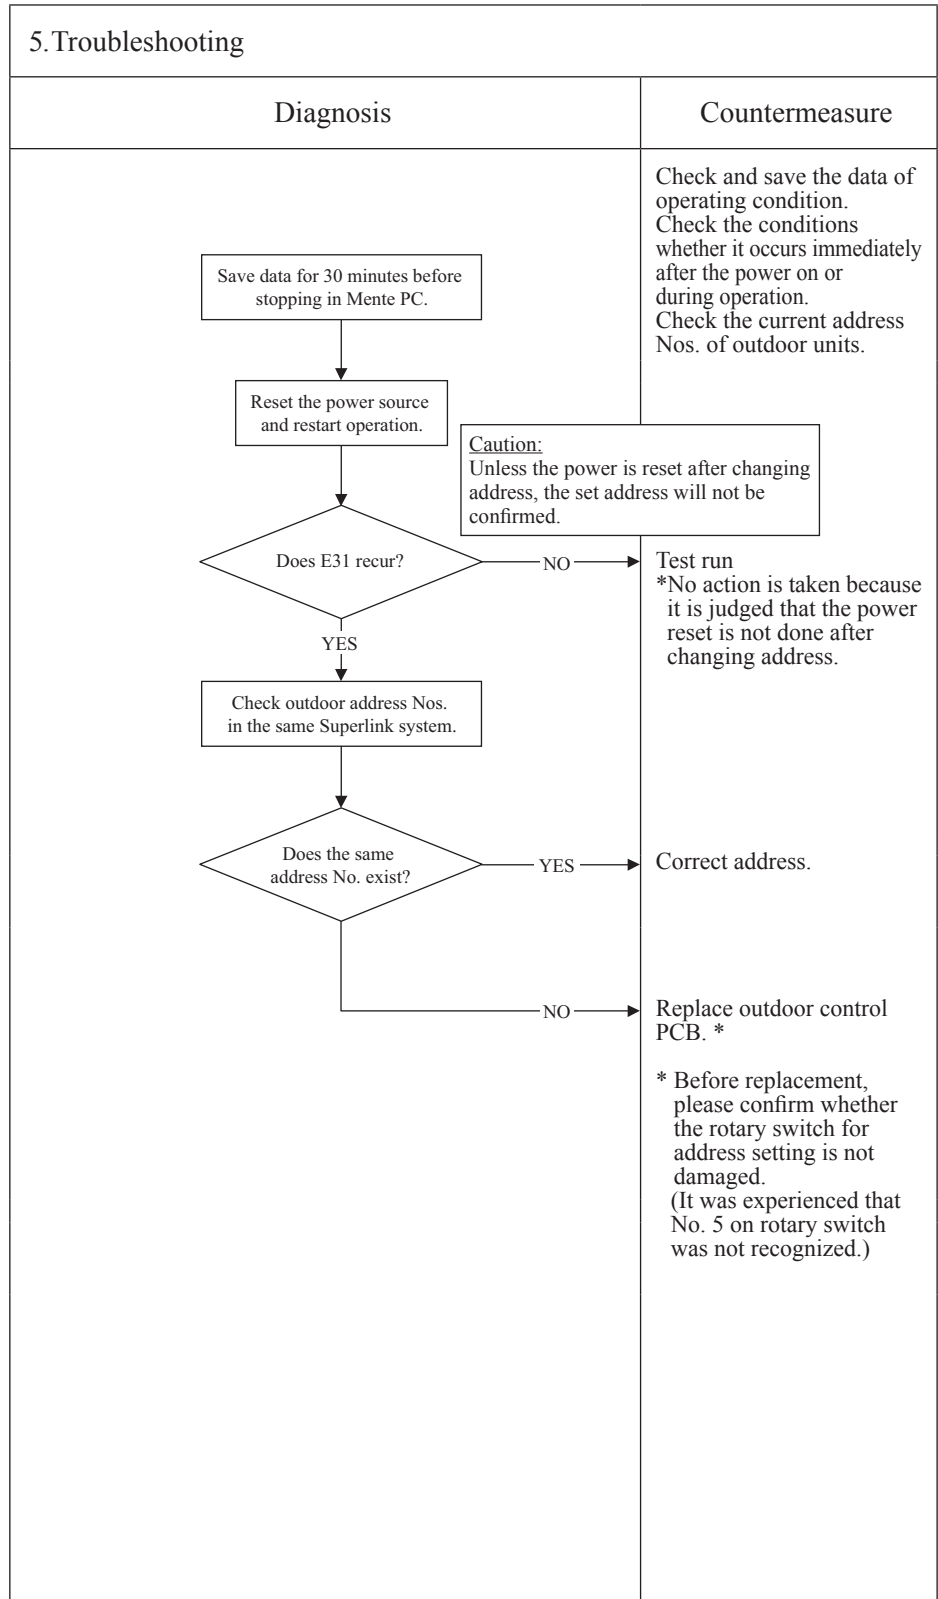 5.Troubleshooting
Diagnosis
Countermeasure
Check and save the data of
operating condition.
Check the conditions
whether it occurs immediately
after the power on or
during operation.
Check the current address
Nos. of outdoor units.
Save data for 30 minutes before
stopping in Mente PC.
Reset the power source
and restart operation.
Caution:
Unless the power is reset after changing
address, the set address will not be
confirmed.
Does E31 recur?
NO
Test run
*No action is taken because
it is judged that the power
reset is not done after
changing address.
YES
Check outdoor address Nos.
in the same Superlink system.
Does the same
address No. exist?
YES
Correct address.
NO
Replace outdoor control
PCB. *
* Before replacement,
please confirm whether
the rotary switch for
address setting is not
damaged.
(It was experienced that
No. 5 on rotary switch
was not recognized.)